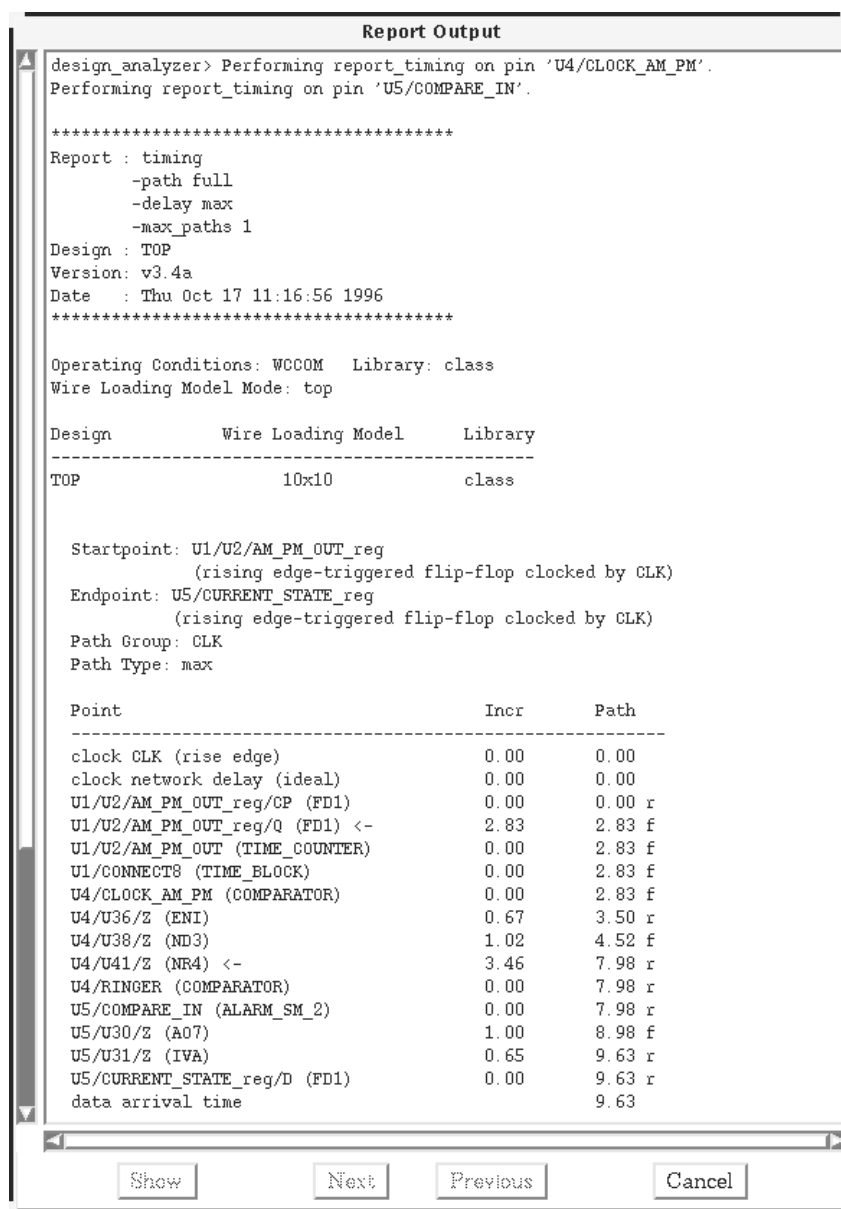 Report Output
design_analyzer> Performing report_timing on pin 'U4/CLOCK_AM_PM'.
Performing report_timing on pin 'U5/COMPARE_IN'.
****************************************
Report : timing
-path full
-delay max
-max_paths 1
Design : TOP
Version: v3.4a
Date : Thu Oct 17 11:16:56 1996
****************************************
Operating Conditions: WCCOM Library: class
Wire Loading Model Mode: top
Design Wire Loading Model Library
------------------------------------------------
TOP 10x10 class
Startpoint: U1/U2/AM_PM_OUT_reg
(rising edge-triggered flip-flop clocked by CLK)
Endpoint: U5/CURRENT_STATE_reg
(rising edge-triggered flip-flop clocked by CLK)
Path Group: CLK
Path Type: max
Point Incr Path
-----------------------------------------------------------
clock CLK (rise edge) 0.00 0.00
clock network delay (ideal) 0.00 0.00
U1/U2/AM_PM_OUT_reg/CP (FD1) 0.00 0.00 r
U1/U2/AM_PM_OUT_reg/Q (FD1) <- 2.83 2.83 f
U1/U2/AM_PM_OUT (TIME_COUNTER) 0.00 2.83 f
U1/CONNECT8 (TIME_BLOCK) 0.00 2.83 f
U4/CLOCK_AM_PM (COMPARATOR) 0.00 2.83 f
U4/U36/Z (ENI) 0.67 3.50 r
U4/U38/Z (ND3) 1.02 4.52 f
U4/U41/Z (NR4) <- 3.46 7.98 r
U4/RINGER (COMPARATOR) 0.00 7.98 r
U5/COMPARE_IN (ALARM_SM_2) 0.00 7.98 r
U5/U30/Z (AO7) 1.00 8.98 f
U5/U31/Z (IVA) 0.65 9.63 r
U5/CURRENT_STATE_reg/D (FD1) 0.00 9.63 r
data arrival time 9.63
Show Next Previous Cancel